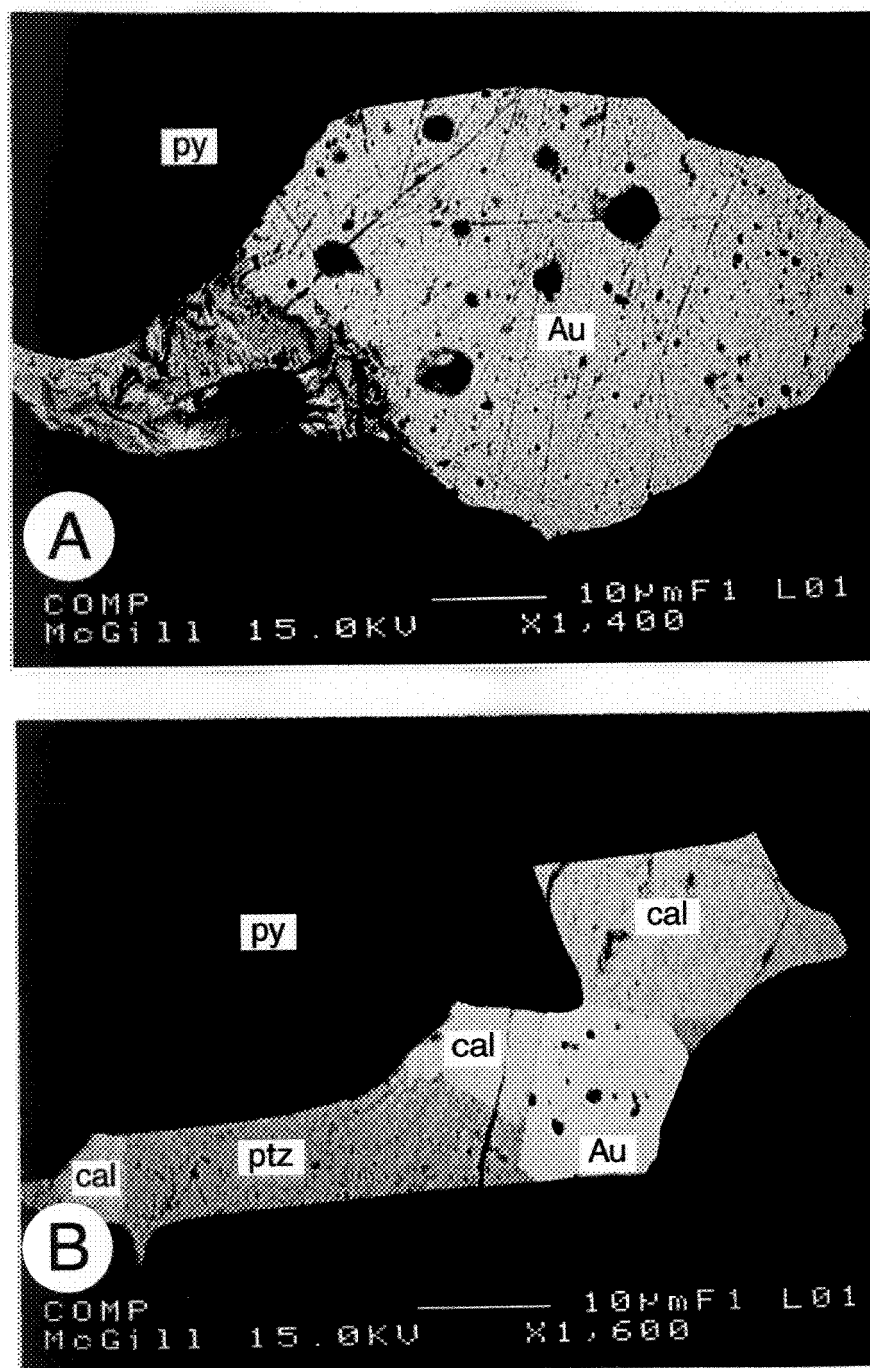 py
Au
A
COMP 10μmF1 L01
McGill 15.0KV X1,400
cal
py
cal
ptz
cal
Au
B
COMP 10μmF1 L01
McGill 15.0KV X1,600